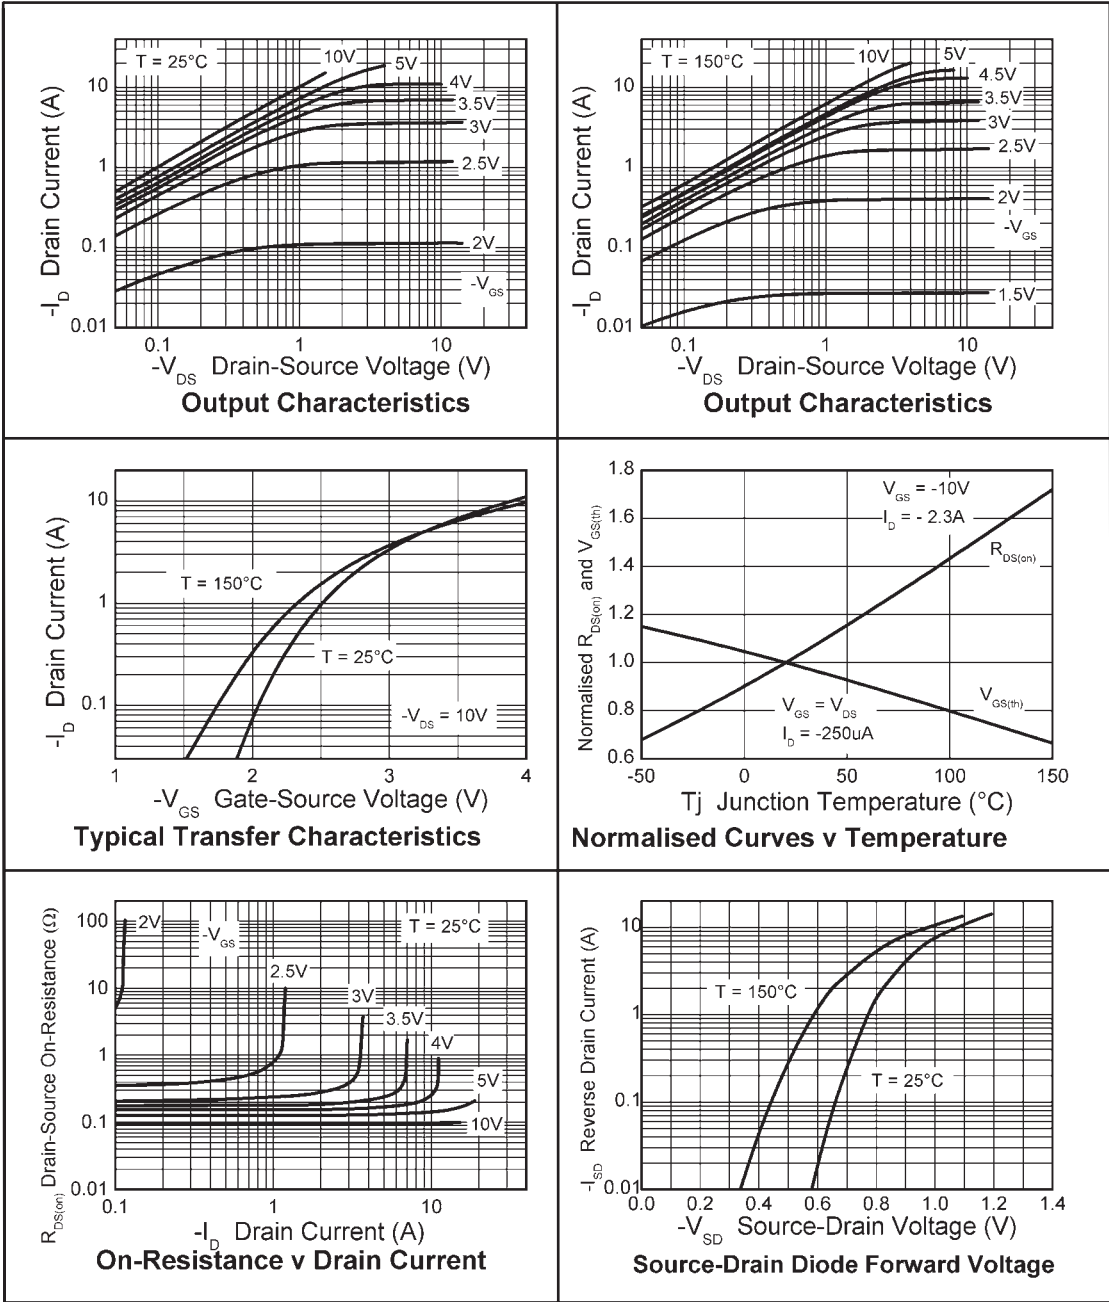 T = 25°C
10V
5V
4V
3.5V
3V
2.5V
2V
-VGS
10
1
0.1
0.01
0.1
1
10
-ID Drain Current (A)
-VDS Drain-Source Voltage (V)
Output Characteristics
T = 150°C
10V
5V
4.5V
3.5V
3V
2.5V
2V
-VGS
1.5V
10
1
0.1
0.01
0.1
1
10
-ID Drain Current (A)
-VDS Drain-Source Voltage (V)
Output Characteristics
10
1
0.1
T = 150°C
T = 25°C
-VDS = 10V
1
2
3
4
-ID Drain Current (A)
-VGS Gate-Source Voltage (V)
Typical Transfer Characteristics
1.8
1.6
1.4
1.2
1.0
0.8
0.6
VGS = -10V
ID = - 2.3A
RDS(on)
VGS = VDS
ID = -250uA
VGS(th)
-50
0
50
100
150
Normalised RDS(on) and VGS(th)
Tj Junction Temperature (°C)
Normalised Curves v Temperature
100
10
1
0.1
0.01
2V
-VGS
T = 25°C
2.5V
3V
3.5V
4V
5V
10V
0.1
1
10
RDS(on) Drain-Source On-Resistance (Ω)
-ID Drain Current (A)
On-Resistance v Drain Current
10
1
0.1
0.01
T = 150°C
T = 25°C
0.0
0.2
0.4
0.6
0.8
1.0
1.2
1.4
-ISD Reverse Drain Current (A)
-VSD Source-Drain Voltage (V)
Source-Drain Diode Forward Voltage